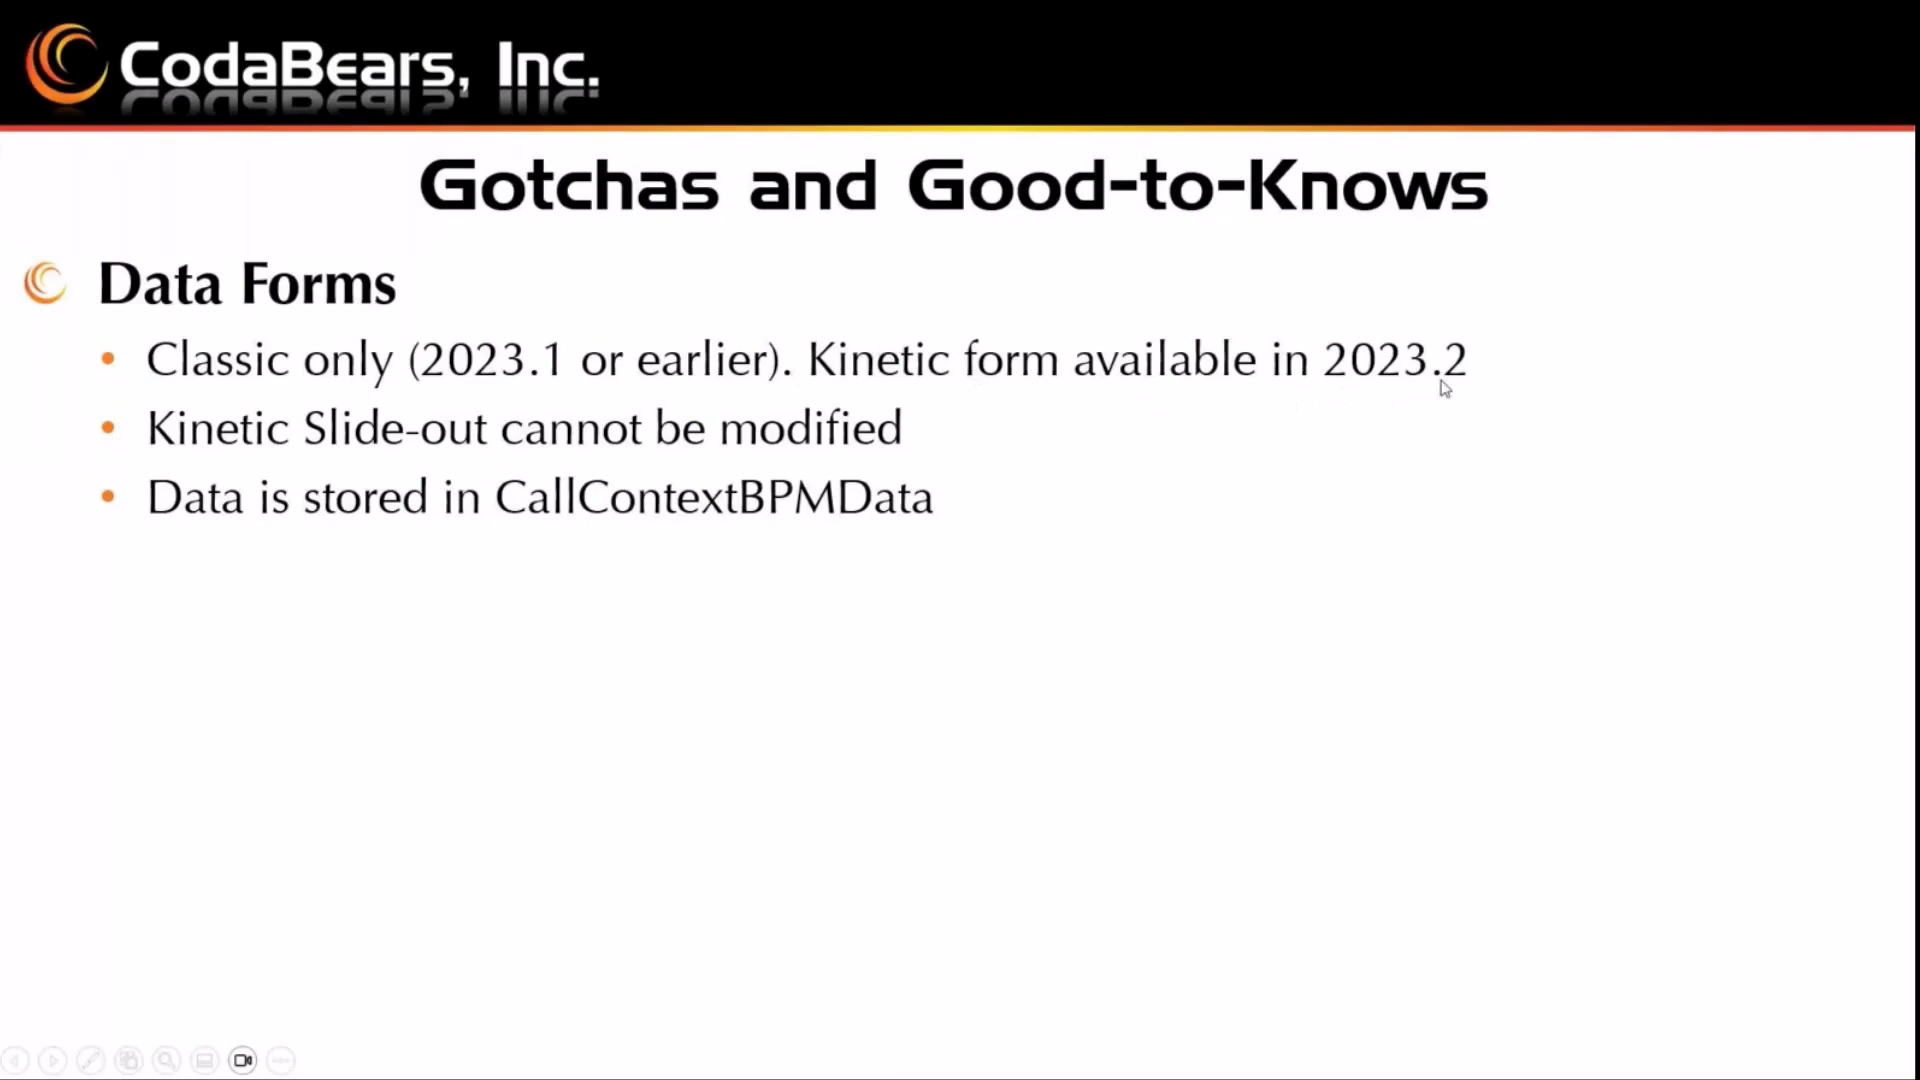 CodaBears, Inc.
Gotchas and Good-to-Knows
Data Forms
• Classic only (2023.1 or earlier). Kinetic form available in 2023.2
• Kinetic Slide-out cannot be modified
• Data is stored in CallContextBPMData